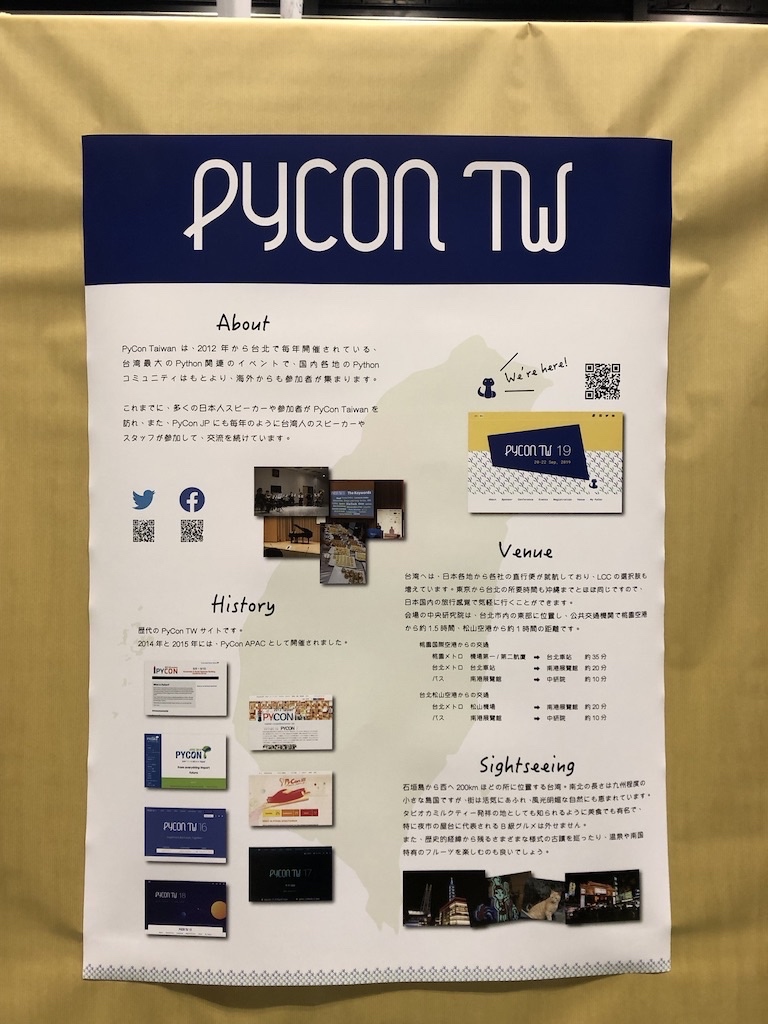 PYCON TW
About
PyCon Taiwan は、2012 年から台北で毎年開催されている、
台湾最大の Python 関連のイベントで、国内各地の Python
コミュニティはもとより、海外からも参加者が集まります。
これまでに、多くの日本人スピーカーや参加者が PyCon Taiwan を
訪れ、また、PyCon JP にも毎年のように台湾人のスピーカーや
スタッフが参加して、交流を続けています。
History
歴代の PyCon TW サイトです。
2014 年と 2015 年には、PyCon APAC として開催されました。
PYCON
PYCON
PYCON
PyCon
PYCON TW 16
PYCON TW 17
PYCON TW 18
We're here!
PYCON TW 19
20-22 Sep, 2019
Venue
台湾へは、日本各地から各社の直行便が就航しており、LCC の選択肢も
増えています。東京から台北の所要時間も沖縄までとほぼ同じですので、
日本国内の旅行感覚で気軽に行くことができます。
会場の中央研究院は、台北市内の東部に位置し、公共交通機関で桃園空港
から約 1.5 時間、松山空港から約 1 時間の距離です。
桃園国際空港からの交通
桃園メトロ 機場第一 / 第二航廈 ➡ 台北車站 約 35 分
台北メトロ 台北車站 ➡ 南港展覽館 約 20 分
バス 南港展覽館 ➡ 中研院 約 10 分
台北松山空港からの交通
台北メトロ 松山機場 ➡ 南港展覽館 約 20 分
バス 南港展覽館 ➡ 中研院 約 10 分
Sightseeing
石垣島から西へ 200km ほどの所に位置する台湾。南北の長さは九州程度の
小さな島国ですが、街は活気にあふれ、風光明媚な自然にも恵まれています。
タピオカミルクティー発祥の地としても知られるように美食でも有名で、
特に夜市の屋台に代表される B 級グルメは外せません。
また、歴史的経緯から残るさまざまな様式の古蹟を巡ったり、温泉や南国
特有のフルーツを楽しむのも良いでしょう。